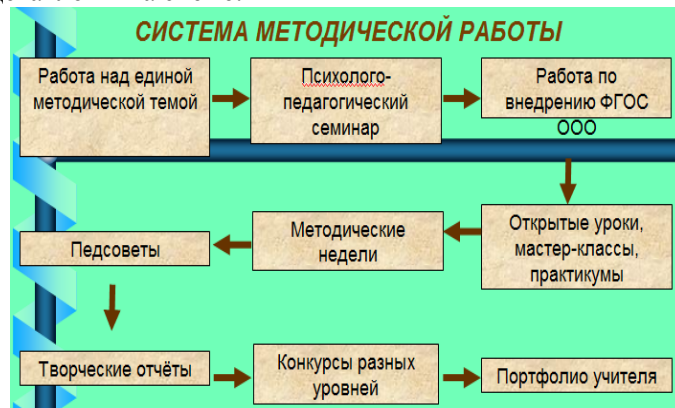 СИСТЕМА МЕТОДИЧЕСКОЙ РАБОТЫ
Работа над единой
методической темой
Психолого-
педагогический
семинар
Работа по
внедрению ФГОС
ООО
Открытые уроки,
мастер-классы,
практикумы
Методические
недели
Педсоветы
Творческие отчёты
Конкурсы разных
уровней
Портфолио учителя